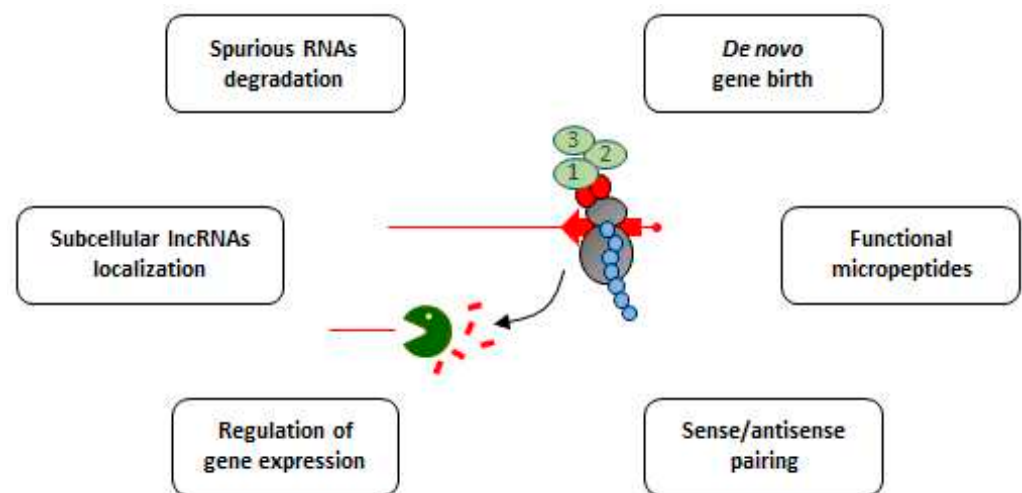 Spurious RNAs
degradation
De novo
gene birth
3
2
1
Subcellular lncRNAs
localization
Functional
micropeptides
Regulation of
gene expression
Sense/antisense
pairing